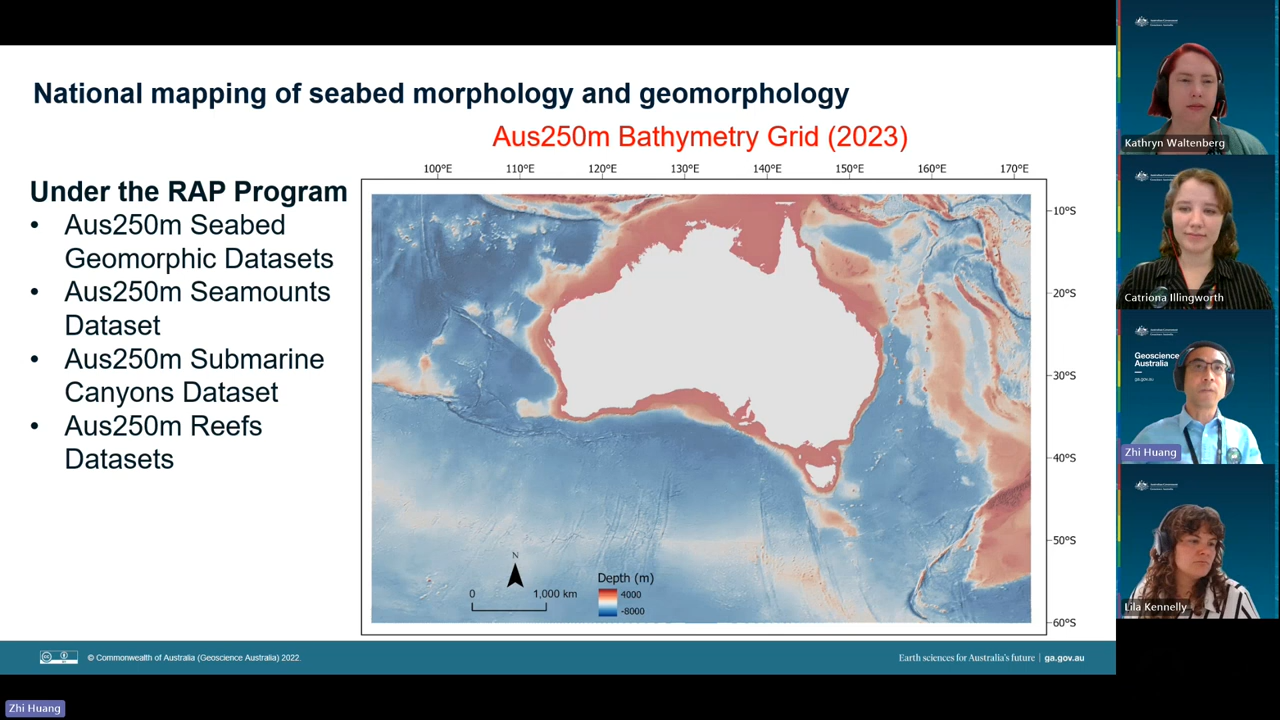 National mapping of seabed morphology and geomorphology
Aus250m Bathymetry Grid (2023)
Under the RAP Program
• Aus250m Seabed
Geomorphic Datasets
• Aus250m Seamounts
Dataset
• Aus250m Submarine
Canyons Dataset
• Aus250m Reefs
Datasets
100°E 110°E 120°E 130°E 140°E 150°E 160°E 170°E
10°S
20°S
30°S
40°S
50°S
60°S
N
0 1,000 km
Depth (m)
4000
-8000
© Commonwealth of Australia (Geoscience Australia) 2022.
Earth sciences for Australia's future | ga.gov.au
Kathryn Waltenberg
Catriona Illingworth
Geoscience
Australia
ga.gov.au
Zhi Huang
Lila Kennelly
Zhi Huang